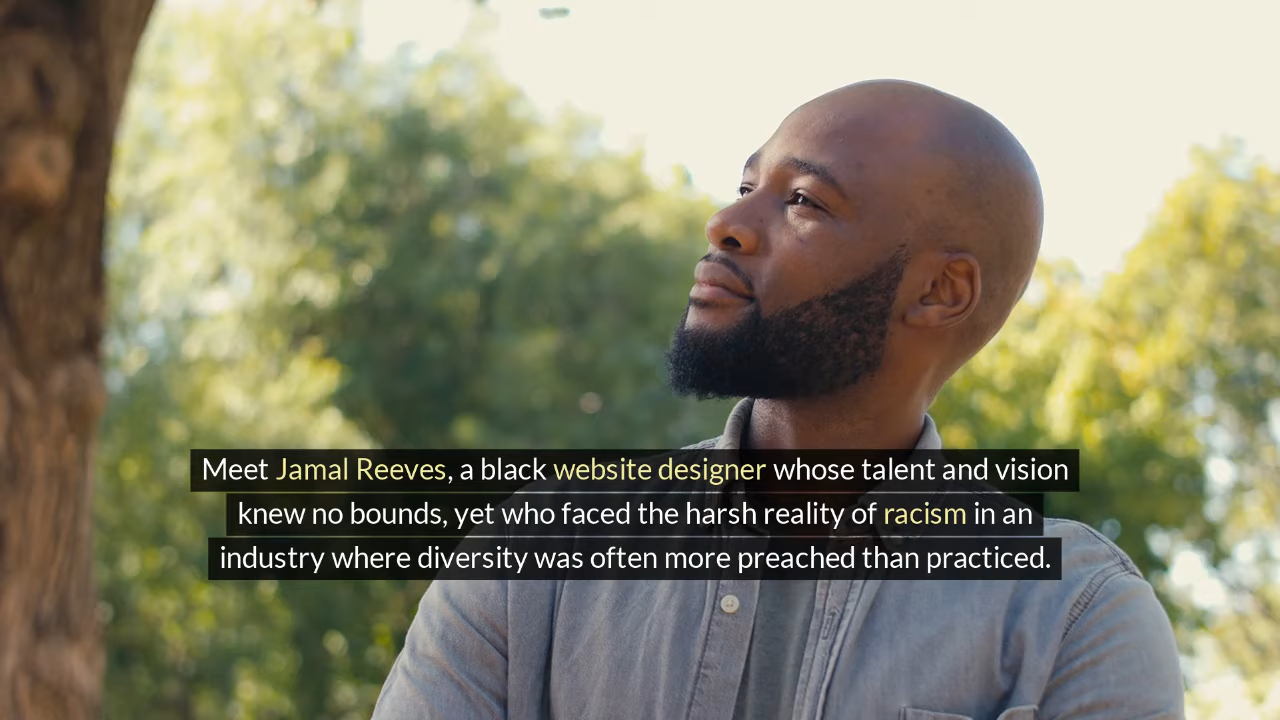 Meet Jamal Reeves, a black website designer whose talent and vision
knew no bounds, yet who faced the harsh reality of racism in an
industry where diversity was often more preached than practiced.